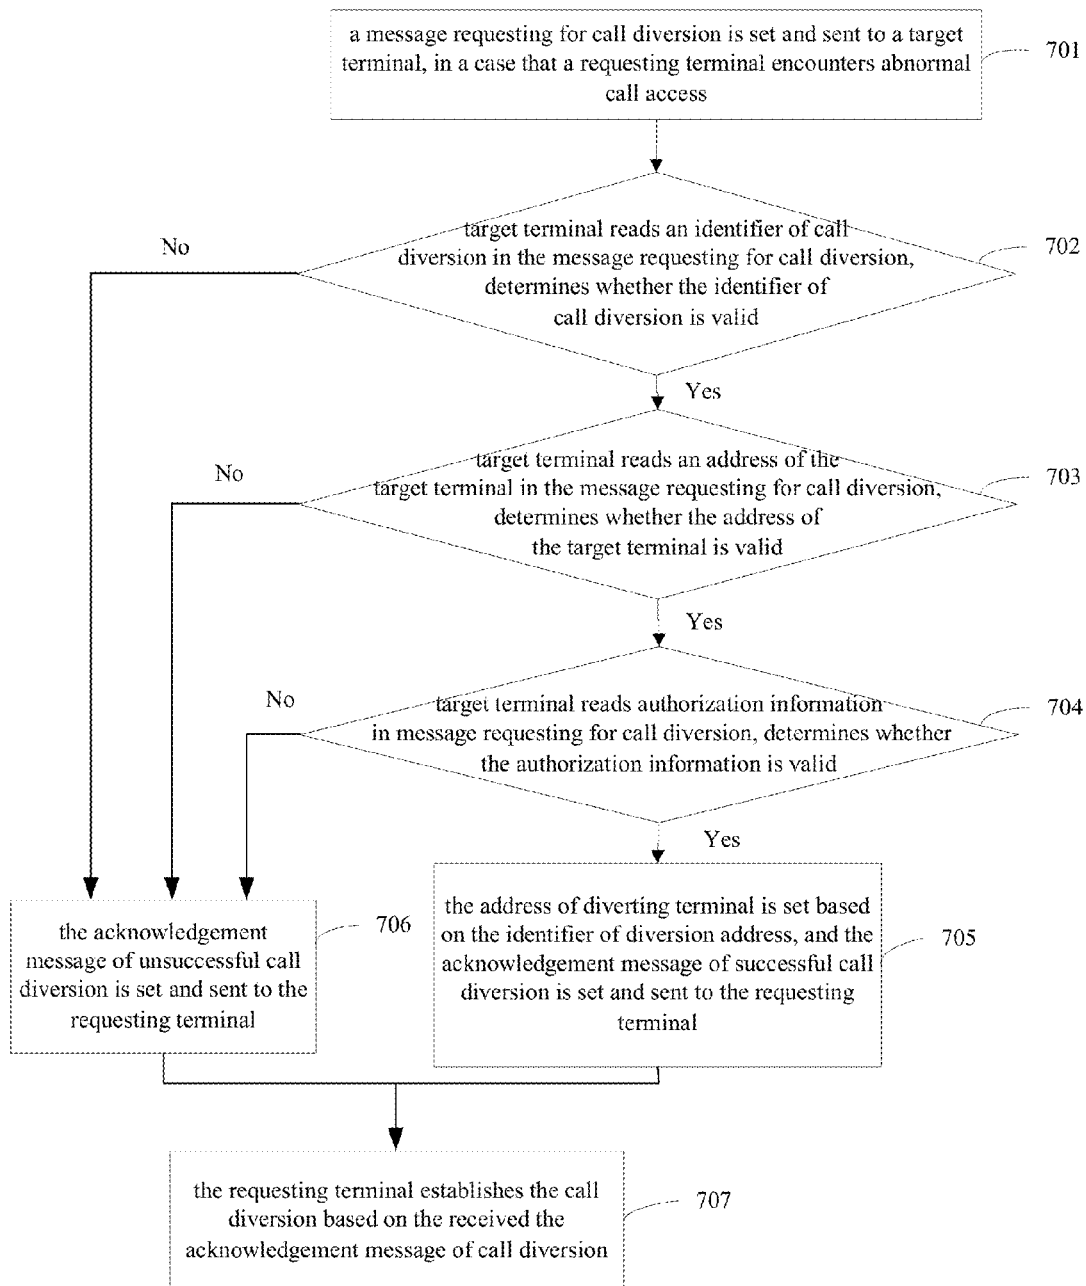 a message requesting for call diversion is set and sent to a target
terminal, in a case that a requesting terminal encounters abnormal
call access
701
No
target terminal reads an identifier of call
diversion in the message requesting for call diversion,
determines whether the identifier of
call diversion is valid
702
Yes
No
target terminal reads an address of the
target terminal in the message requesting for call diversion,
determines whether the address of
the target terminal is valid
703
Yes
No
target terminal reads authorization information
in message requesting for call diversion, determines whether
the authorization information is valid
704
Yes
the acknowledgement
message of unsuccessful call
diversion is set and sent to the
requesting terminal
706
the address of diverting terminal is set based
on the identifier of diversion address, and the
acknowledgement message of successful call
diversion is set and sent to the requesting
terminal
705
the requesting terminal establishes the call
diversion based on the received the
acknowledgement message of call diversion
707